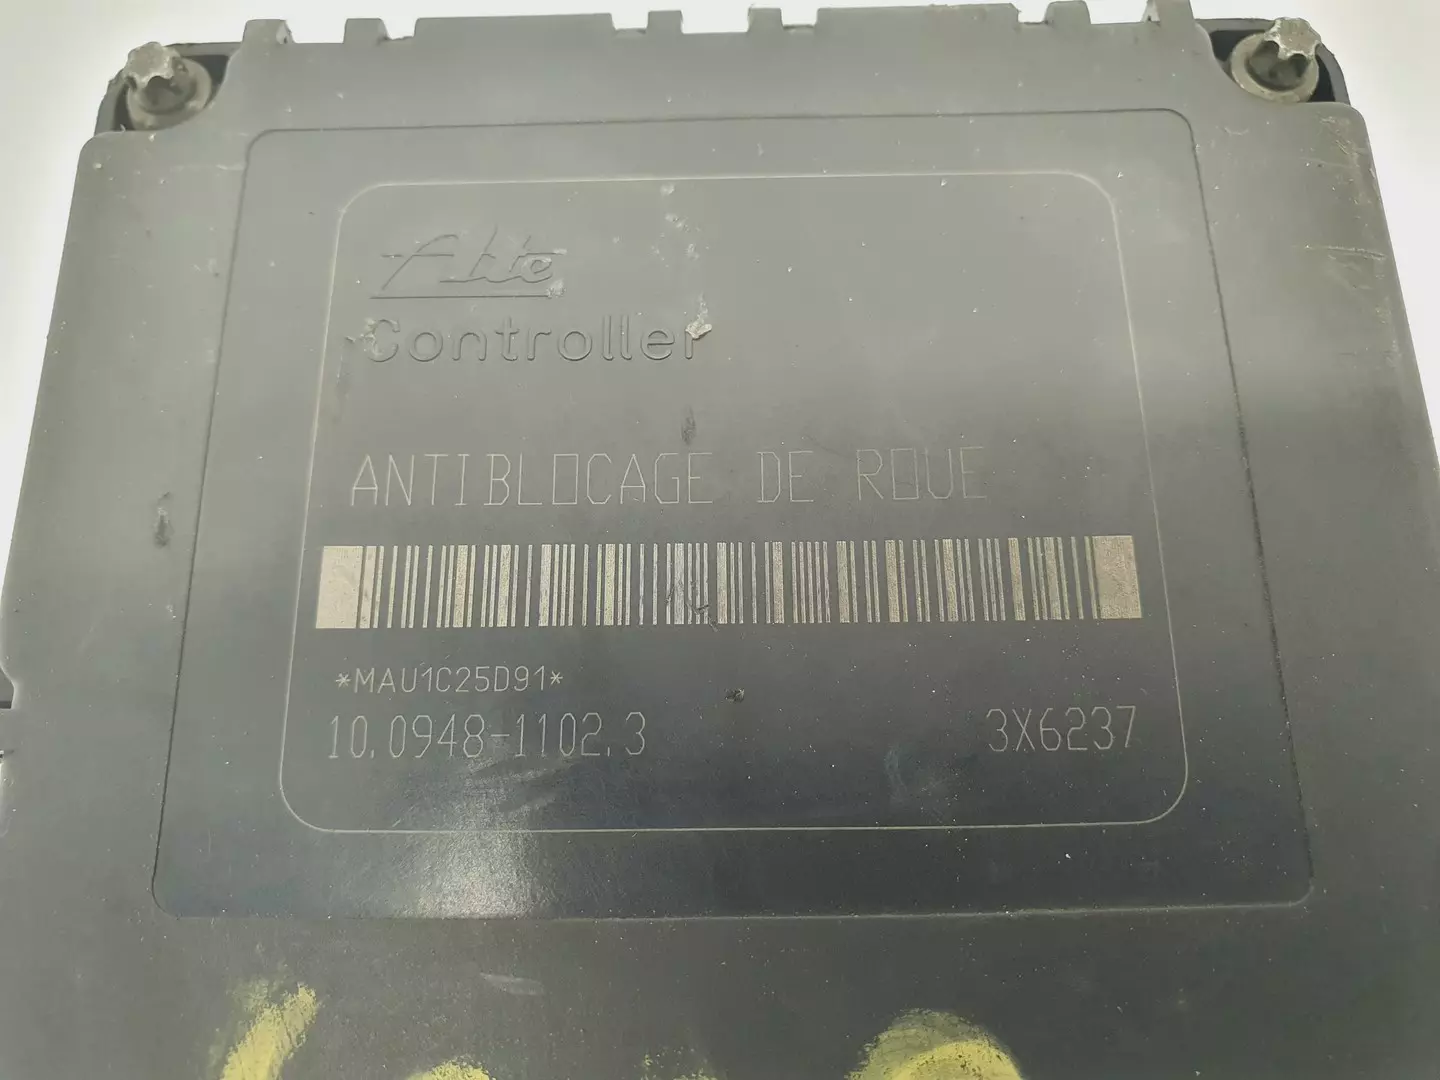 Ate
Controller
ANTIBLOCAGE DE ROUE
*MAU1C25D91*
10.0948-1102.3 3X6237